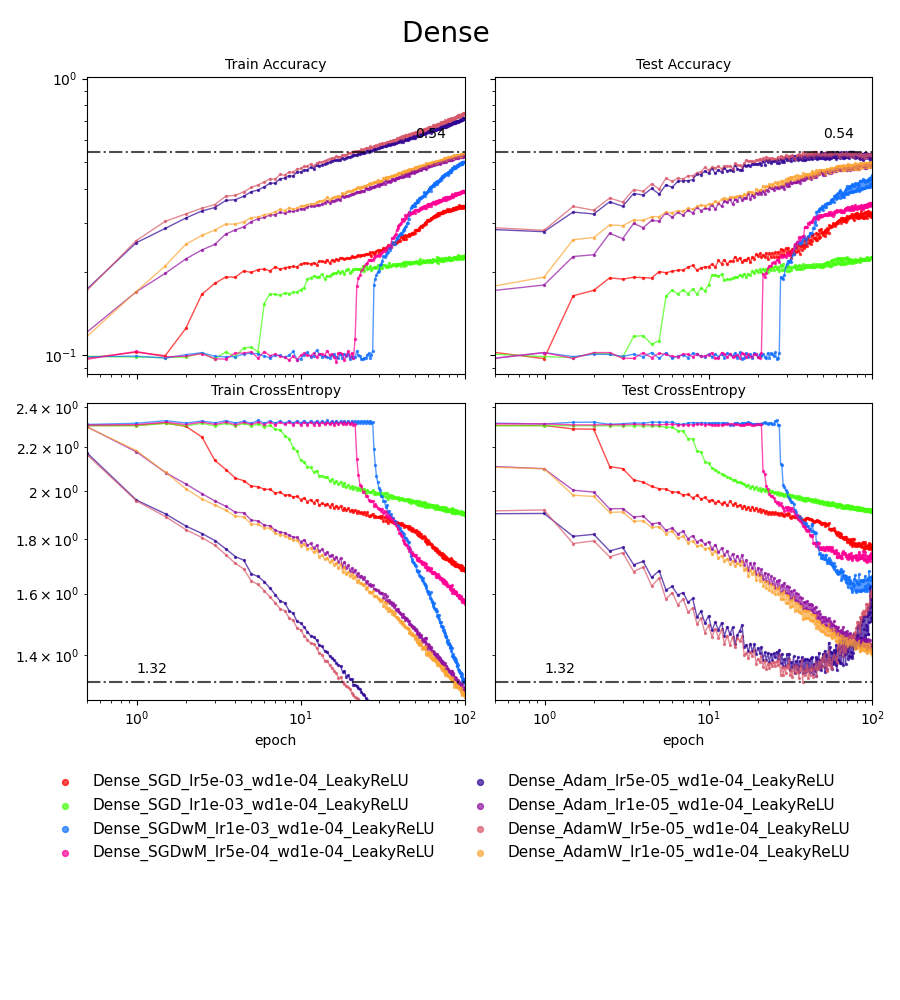 Dense
Train Accuracy
Test Accuracy
10⁰
0.54
0.54
10⁻¹
Train CrossEntropy
Test CrossEntropy
2.4 × 10⁰
2.2 × 10⁰
2 × 10⁰
1.8 × 10⁰
1.6 × 10⁰
1.4 × 10⁰
1.32
1.32
10⁰ 10¹ 10²
10⁰ 10¹ 10²
epoch
epoch
Dense_SGD_lr5e-03_wd1e-04_LeakyReLU
Dense_SGD_lr1e-03_wd1e-04_LeakyReLU
Dense_SGDwM_lr1e-03_wd1e-04_LeakyReLU
Dense_SGDwM_lr5e-04_wd1e-04_LeakyReLU
Dense_Adam_lr5e-05_wd1e-04_LeakyReLU
Dense_Adam_lr1e-05_wd1e-04_LeakyReLU
Dense_AdamW_lr5e-05_wd1e-04_LeakyReLU
Dense_AdamW_lr1e-05_wd1e-04_LeakyReLU